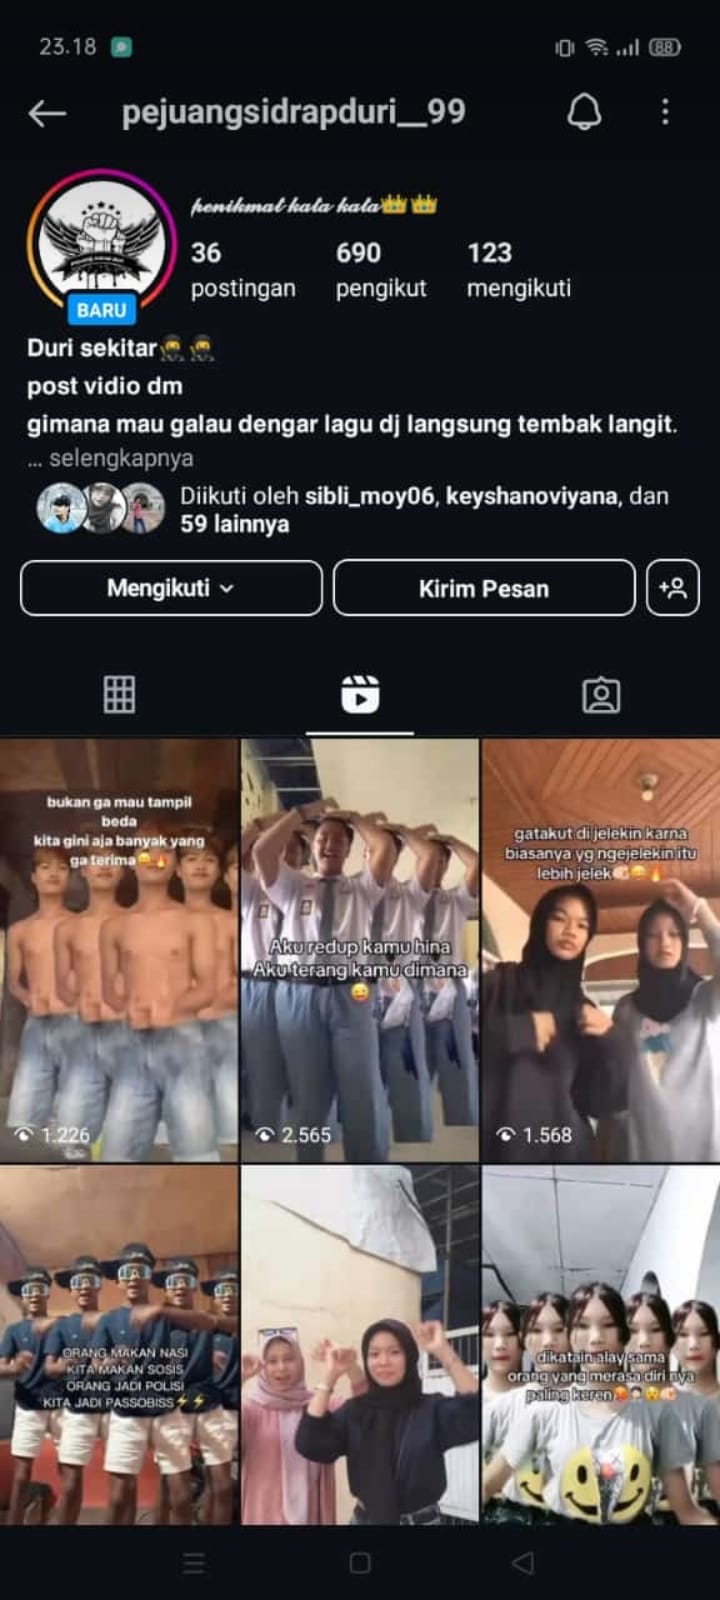 23.18
88
pejuangsidrapduri__99
penikmat kata kata👑👑
36
690
123
postingan
pengikut
mengikuti
BARU
Duri sekitar🥷🥷
post vidio dm
gimana mau galau dengar lagu dj langsung tembak langit.
... selengkapnya
Diikuti oleh sibli_moy06, keyshanoviyana, dan
59 lainnya
Mengikuti
Kirim Pesan
bukan ga mau tampil
beda
kita gini aja banyak yang
ga terima😄🔥
1.226
Aku redup kamu hina
Aku terang kamu dimana
😝
2.565
gatakut di jelekin karna
biasanya yg ngejelekin itu
lebih jelek👊🏻😄🔥
1.568
ORANG MAKAN NASI
KITA MAKAN SOSIS
ORANG JADI POLISI
KITA JADI PASSOBISS⚡⚡
dikatain alay sama
orang yang merasa diri nya
paling keren